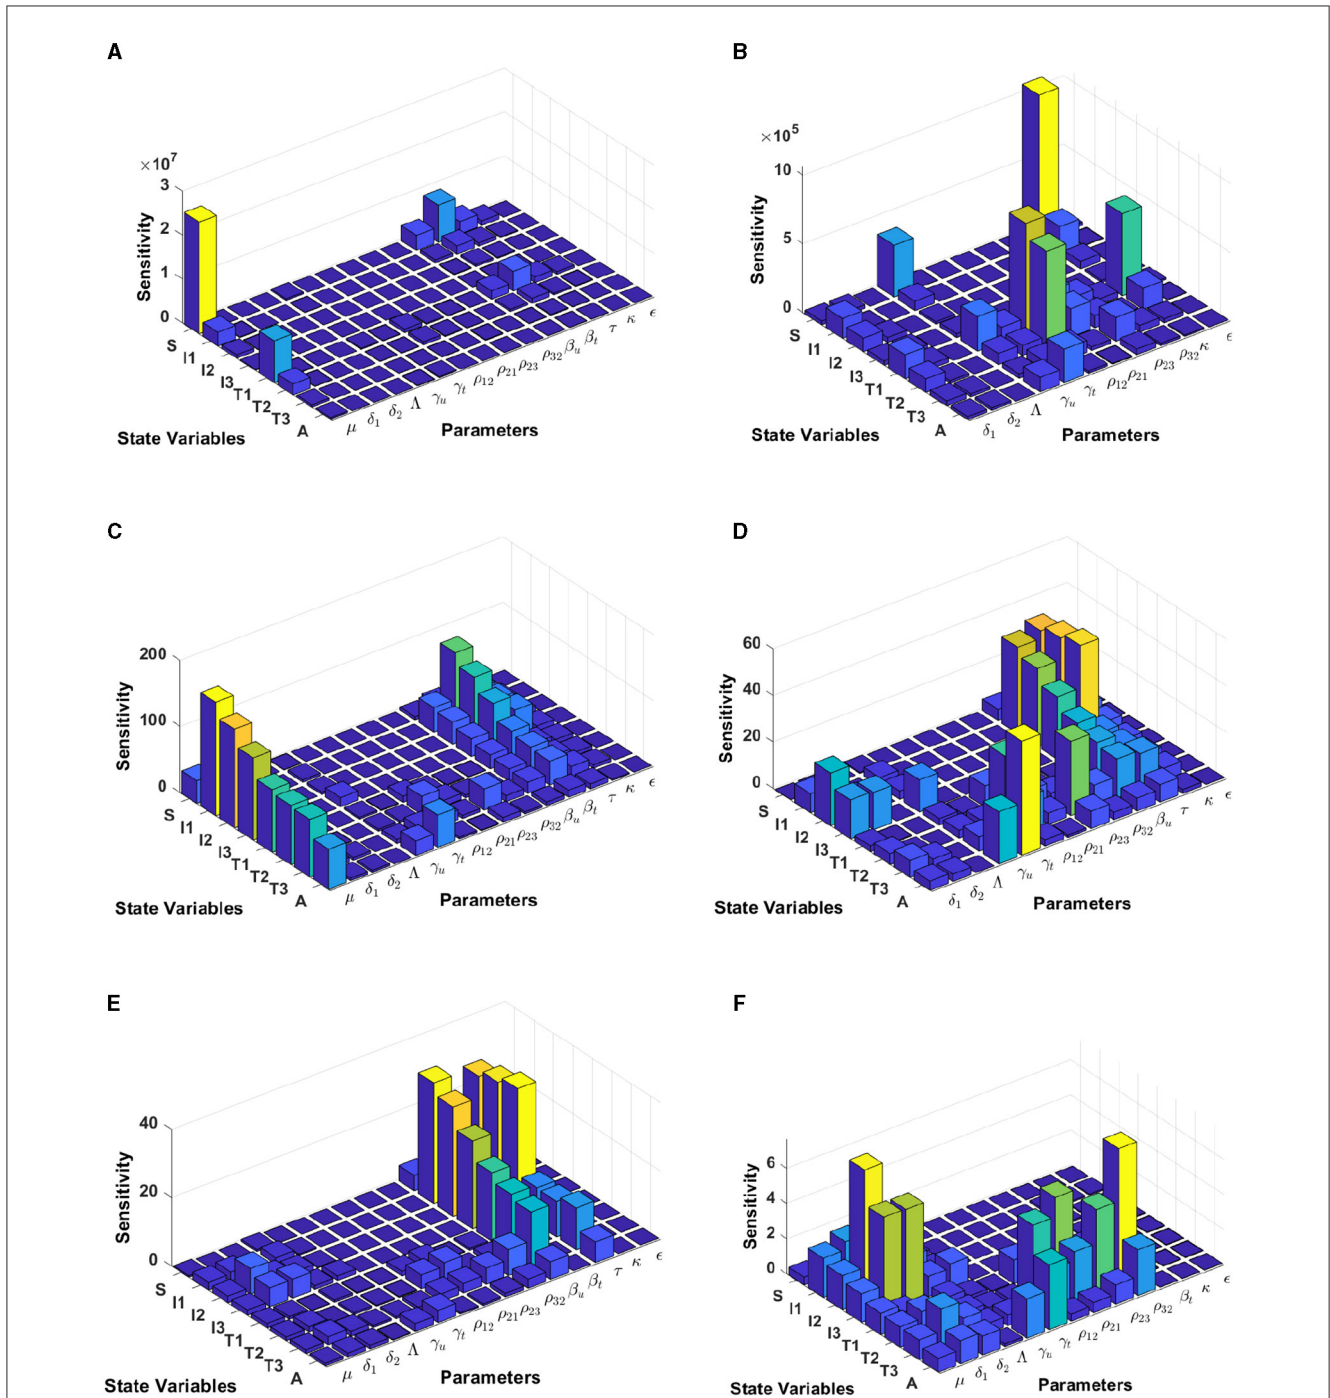 A
×10⁷
3
2
1
0
Sensitivity
S
I1
I2
I3
T1
T2
T3
A
State Variables
μ δ₁ δ₂ Λ γᵤ γₜ ρ₁₂ ρ₂₁ ρ₂₃ ρ₃₂ βᵤ βₜ τ κ ϵ
Parameters
B
×10⁵
10
5
0
Sensitivity
S
I1
I2
I3
T1
T2
T3
A
State Variables
δ₁ δ₂ Λ γᵤ γₜ ρ₁₂ ρ₂₁ ρ₂₃ ρ₃₂ κ ϵ
Parameters
C
200
100
0
Sensitivity
S
I1
I2
I3
T1
T2
T3
A
State Variables
μ δ₁ δ₂ Λ γᵤ γₜ ρ₁₂ ρ₂₁ ρ₂₃ ρ₃₂ βᵤ βₜ τ κ ϵ
Parameters
D
60
40
20
0
Sensitivity
S
I1
I2
I3
T1
T2
T3
A
State Variables
δ₁ δ₂ Λ γᵤ γₜ ρ₁₂ ρ₂₁ ρ₂₃ ρ₃₂ βᵤ τ κ ϵ
Parameters
E
40
20
0
Sensitivity
S
I1
I2
I3
T1
T2
T3
A
State Variables
μ δ₁ δ₂ Λ γᵤ γₜ ρ₁₂ ρ₂₁ ρ₂₃ ρ₃₂ βᵤ βₜ τ κ ϵ
Parameters
F
6
4
2
0
Sensitivity
S
I1
I2
I3
T1
T2
T3
A
State Variables
μ δ₁ δ₂ Λ γᵤ γₜ ρ₁₂ ρ₂₁ ρ₂₃ ρ₃₂ βₜ κ ϵ
Parameters